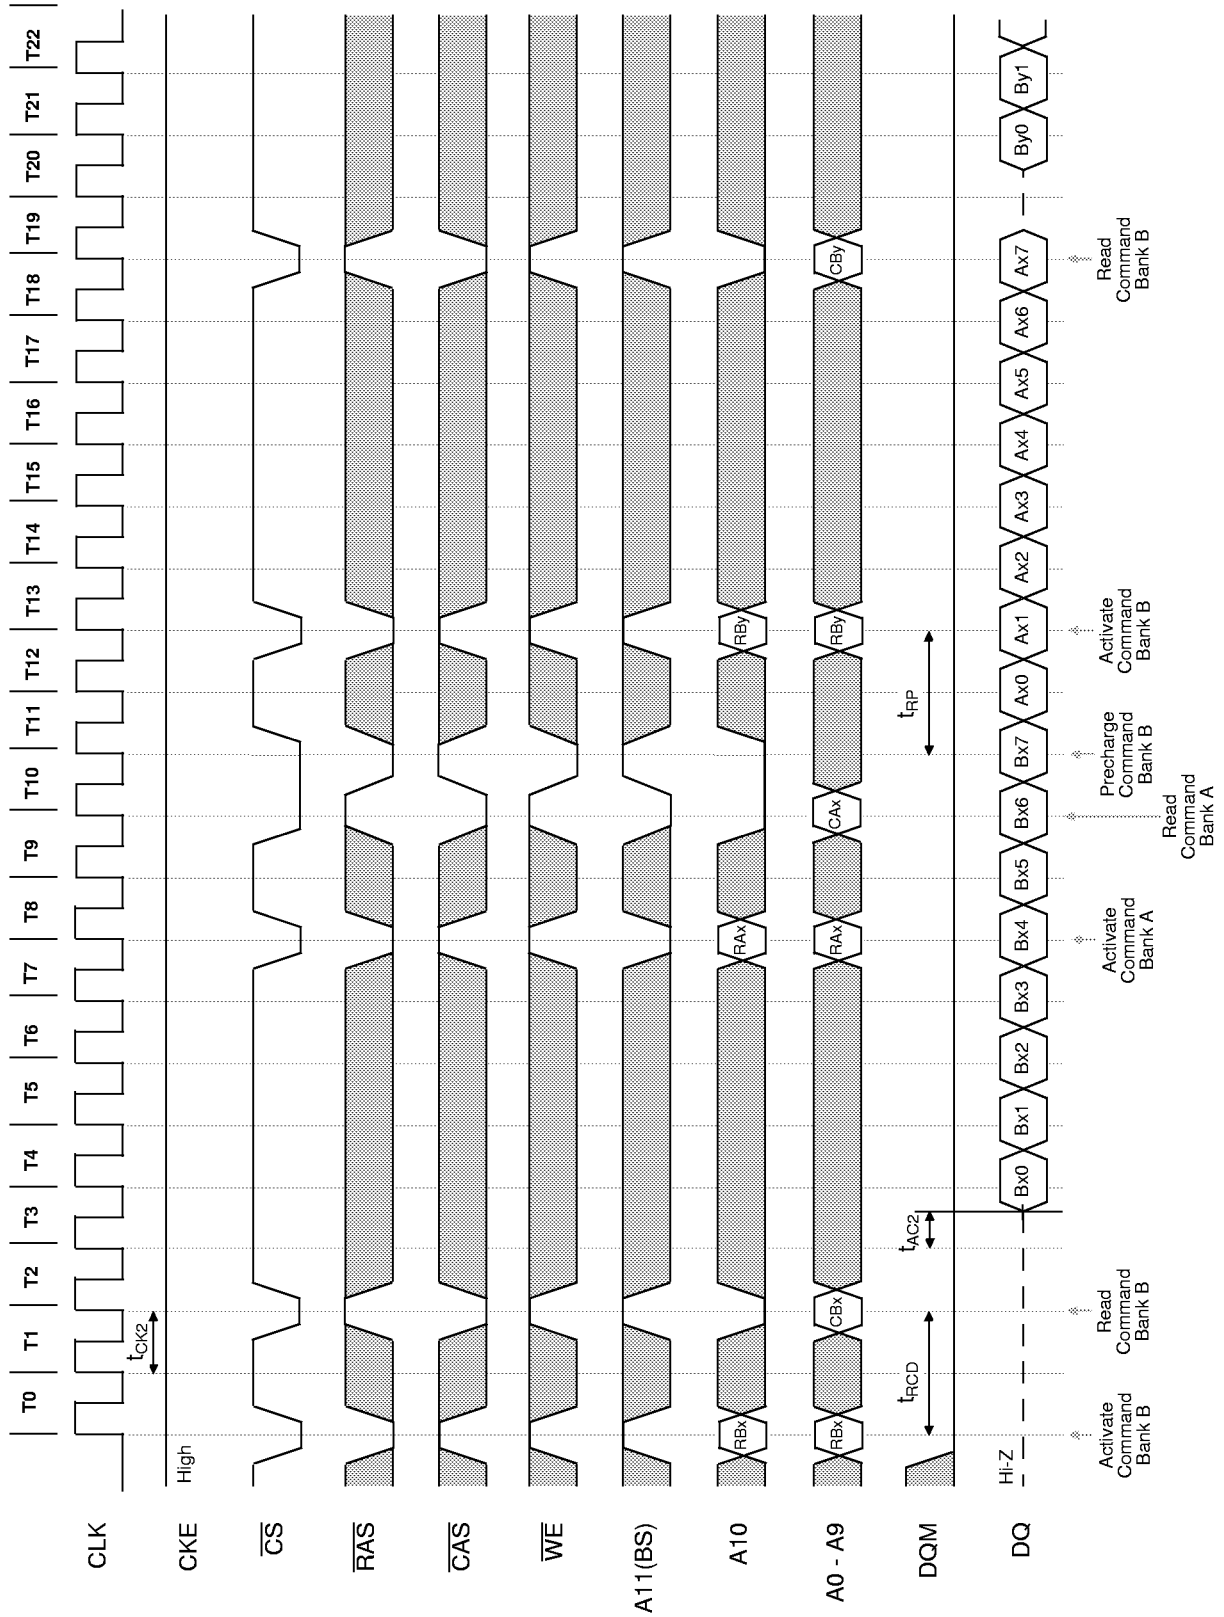 T0 T1 T2 T3 T4 T5 T6 T7 T8 T9 T10 T11 T12 T13 T14 T15 T16 T17 T18 T19 T20 T21 T22
CLK
tCK2
CKE
High
CS
RAS
CAS
WE
A11(BS)
A10
RBx RAx RBy
A0 - A9
RBx CBx RAx CAx RBy CBy
DQM
tRCD tAC2 tRP
DQ
Hi-Z
Bx0 Bx1 Bx2 Bx3 Bx4 Bx5 Bx6 Bx7 Ax0 Ax1 Ax2 Ax3 Ax4 Ax5 Ax6 Ax7 By0 By1
Activate
Command
Bank B
Read
Command
Bank B
Activate
Command
Bank A
Read
Command
Bank A
Precharge
Command
Bank B
Activate
Command
Bank B
Read
Command
Bank B